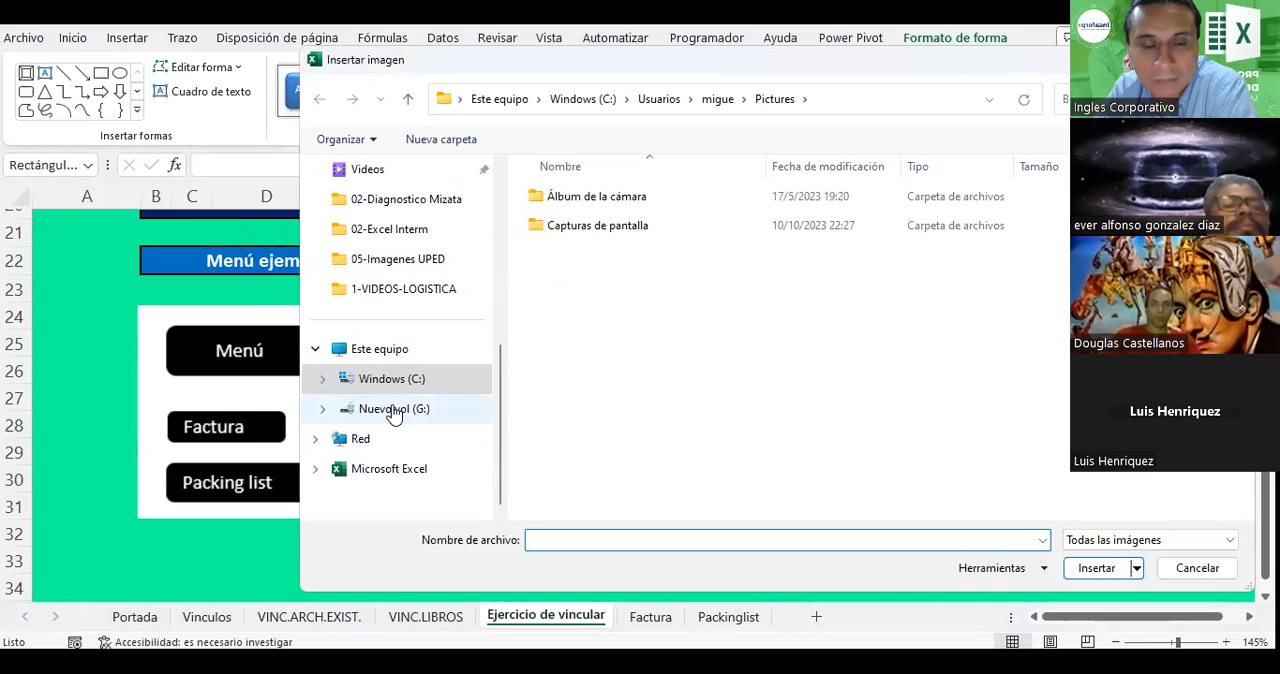 Archivo Inicio Insertar Trazo Disposición de página Fórmulas Datos Revisar Vista Automatizar Programador Ayuda Power Pivot Formato de forma
Insertar imagen
Editar forma
Cuadro de texto
Insertar formas
Este equipo Windows (C:) Usuarios migue Pictures
Organizar Nueva carpeta
Rectángul...
fx
Nombre Fecha de modificación Tipo Tamaño
Videos
02-Diagnostico Mizata
02-Excel Interm
05-Imagenes UPED
1-VIDEOS-LOGISTICA
Álbum de la cámara 17/5/2023 19:20 Carpeta de archivos
Capturas de pantalla 10/10/2023 22:27 Carpeta de archivos
Este equipo
Windows (C:)
Nuevo vol (G:)
Red
Microsoft Excel
Nombre de archivo: Todas las imágenes
Herramientas Insertar Cancelar
A B C D
21
22 Menú ejem
23
24
25 Menú
26
27
28 Factura
29
30 Packing list
31
32
33
34
Portada Vinculos VINC.ARCH.EXIST. VINC.LIBROS Ejercicio de vincular Factura Packinglist
Listo Accesibilidad: es necesario investigar 145%
Ingles Corporativo
ever alfonso gonzalez diaz
Douglas Castellanos
Luis Henriquez
Luis Henriquez